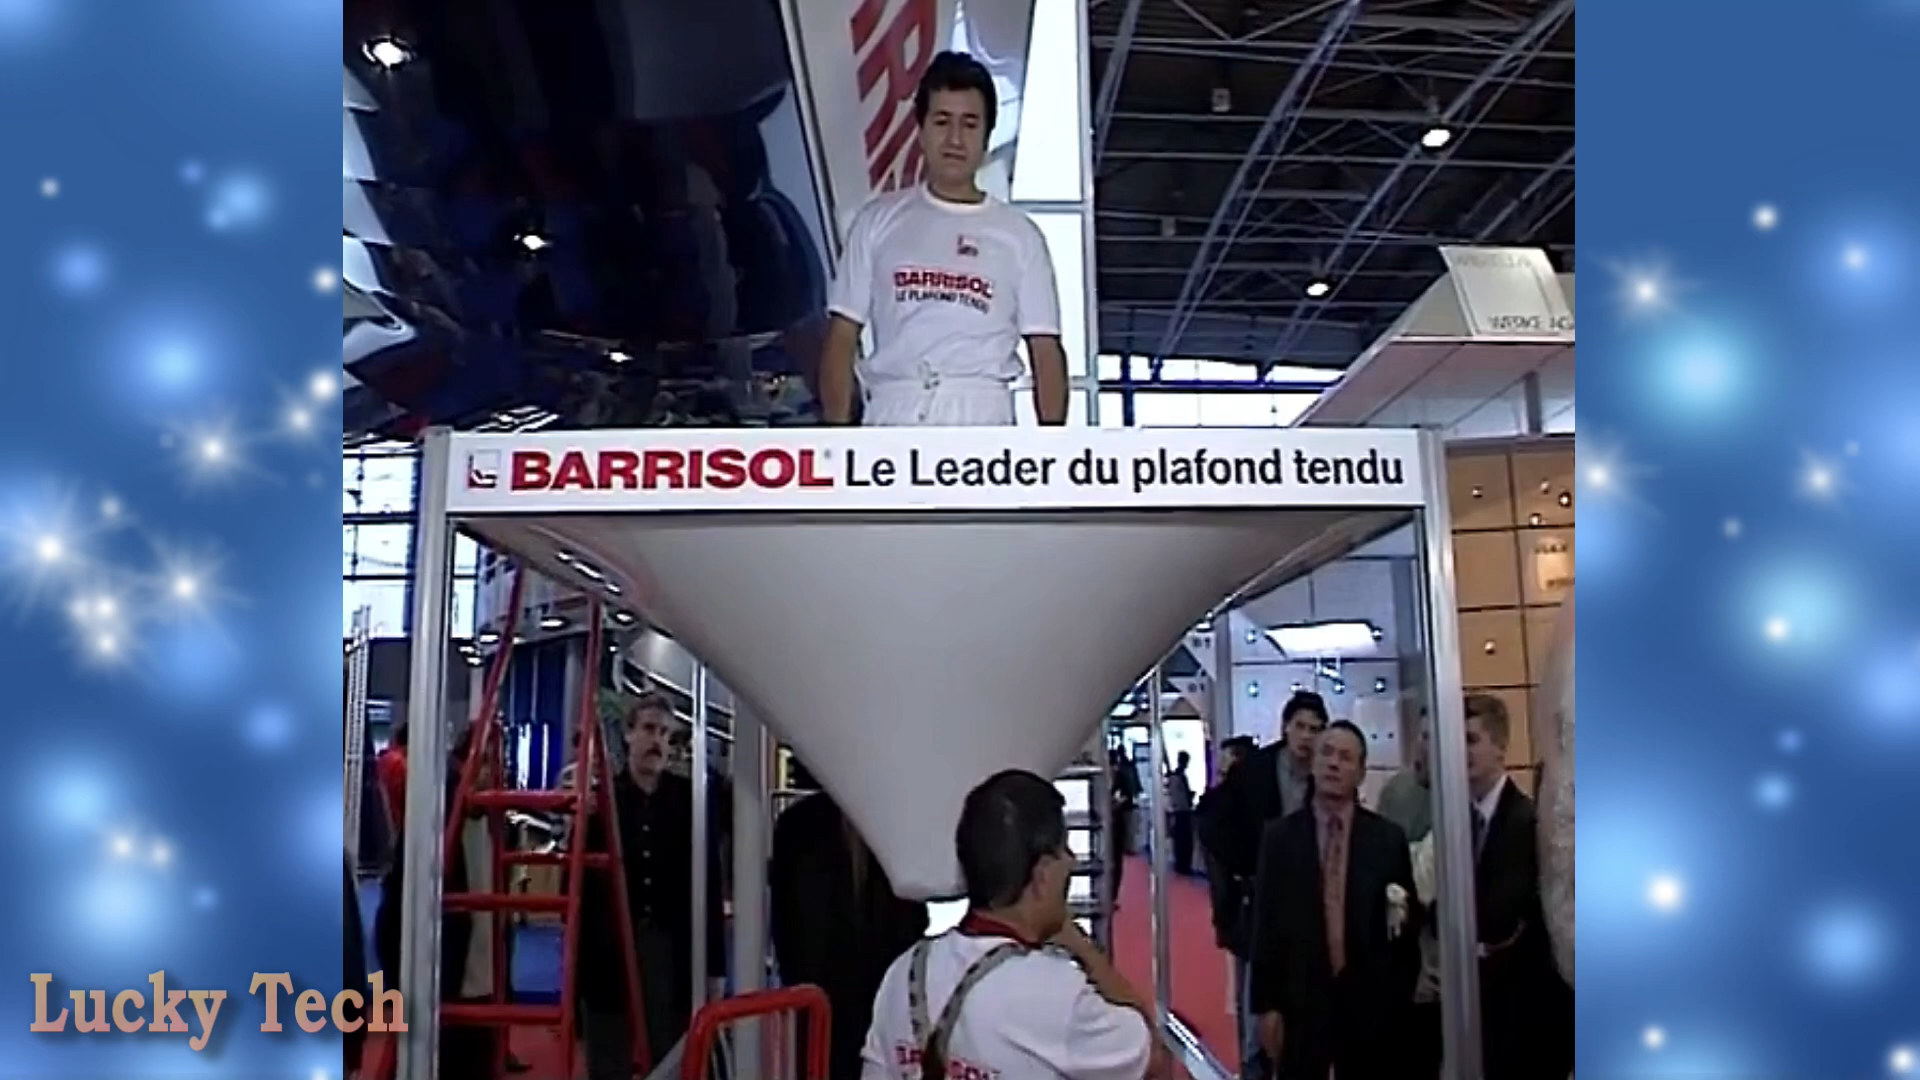 BARRISOL
LE PLAFOND TENDU
BARRISOL® Le Leader du plafond tendu
Lucky Tech